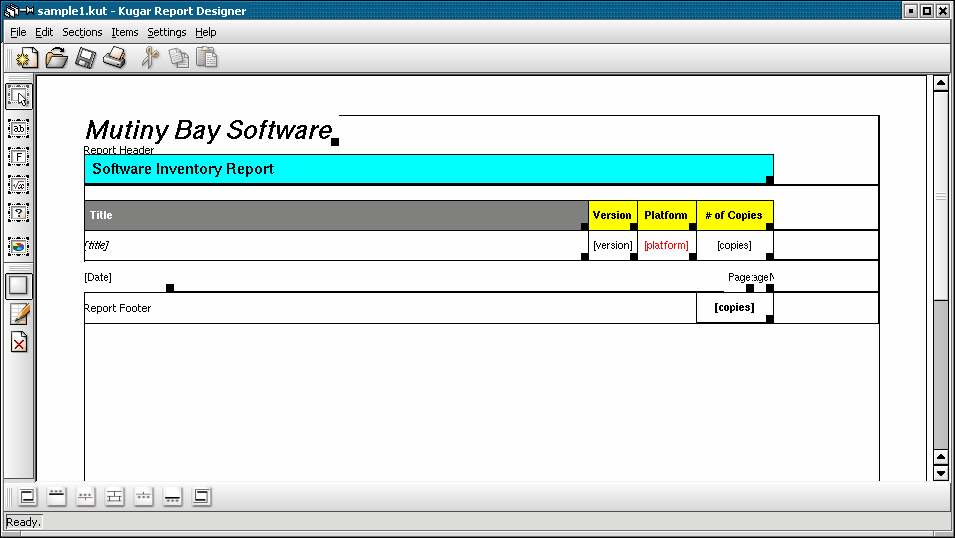 sample1.kut - Kugar Report Designer
File Edit Sections Items Settings Help
Mutiny Bay Software
Report Header
Software Inventory Report
Title Version Platform # of Copies
[title] [version] [platform] [copies]
[Date] Page:
Report Footer [copies]
ab
F
√α
?
Ready.